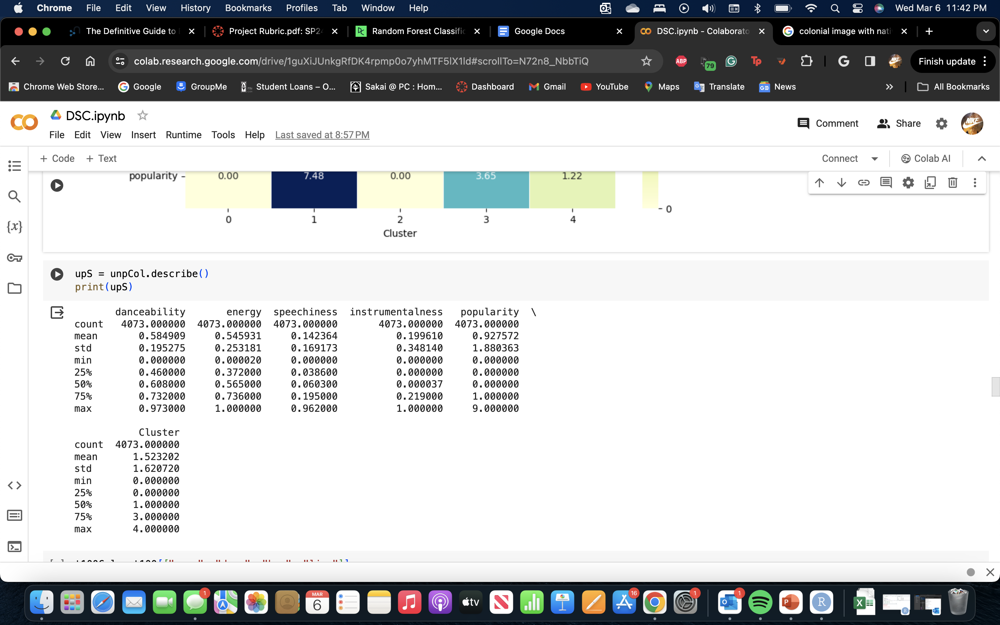 Chrome File Edit View History Bookmarks Profiles Tab Window Help Wed Mar 6 11:42 PM
The Definitive Guide to Project Rubric.pdf: SP24 Random Forest Classific Google Docs DSC.ipynb - Colaborato colonial image with nati
colab.research.google.com/drive/1guXiJUnkgRfDK4rpmp0o7yhMTF5lX1ld#scrollTo=N72n8_NbbTiQ ABP 79 Tp Finish update
Chrome Web Store... Google GroupMe Student Loans – O... Sakai @ PC : Hom... Dashboard Gmail YouTube Maps Translate News » All Bookmarks
DSC.ipynb
Comment Share
File Edit View Insert Runtime Tools Help Last saved at 8:57 PM
+ Code + Text Connect Colab AI
popularity 0.00 7.48 0.00 3.65 1.22
0
0 1 2 3 4
Cluster
upS = unpCol.describe()
print(upS)
danceability energy speechiness instrumentalness popularity \
count 4073.000000 4073.000000 4073.000000 4073.000000 4073.000000
mean 0.584909 0.545931 0.142364 0.199610 0.927572
std 0.195275 0.253181 0.169173 0.348140 1.880363
min 0.000000 0.000020 0.000000 0.000000 0.000000
25% 0.460000 0.372000 0.038600 0.000000 0.000000
50% 0.608000 0.565000 0.060300 0.000037 0.000000
75% 0.732000 0.736000 0.195000 0.219000 1.000000
max 0.973000 1.000000 0.962000 1.000000 9.000000
Cluster
count 4073.000000
mean 1.523202
std 1.620720
min 0.000000
25% 0.000000
50% 1.000000
75% 3.000000
max 4.000000
1 MAR 6 tv 16 1 1